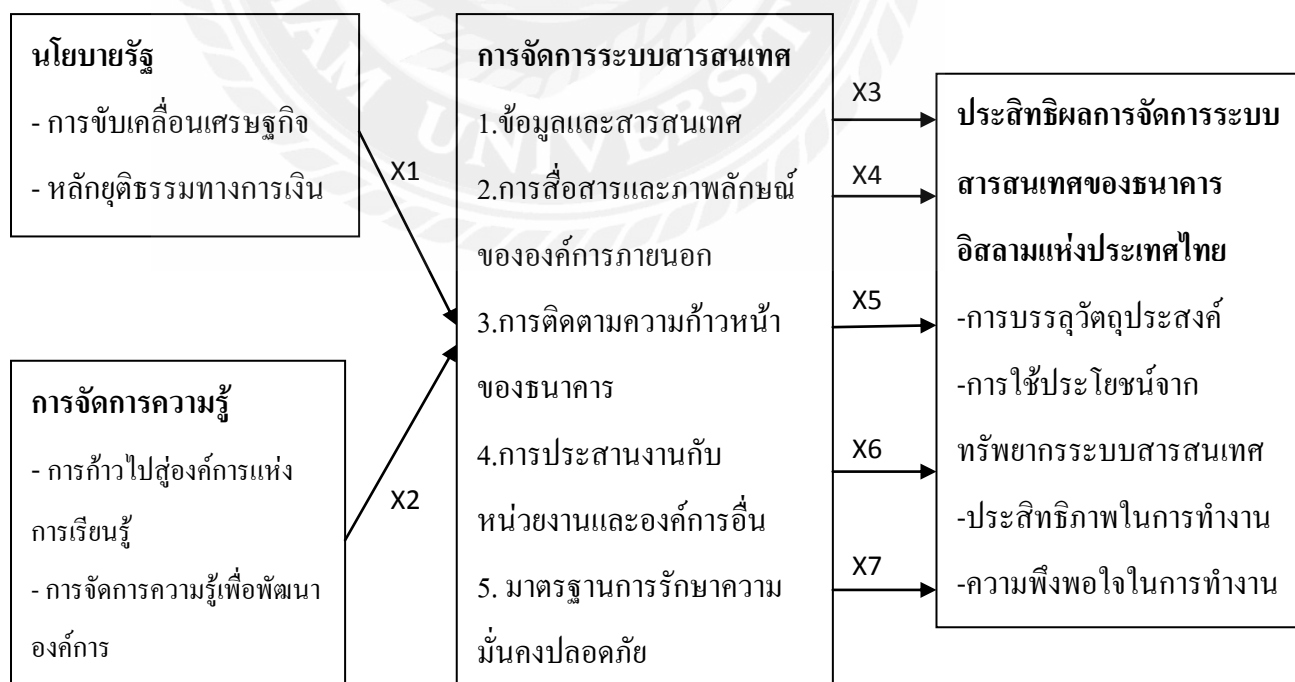 นโยบายรัฐ
- การขับเคลื่อนเศรษฐกิจ
- หลักยุติธรรมทางการเงิน
การจัดการความรู้
- การก้าวไปสู่องค์การแห่ง
การเรียนรู้
- การจัดการความรู้เพื่อพัฒนา
องค์การ
X1
X2
การจัดการระบบสารสนเทศ
1.ข้อมูลและสารสนเทศ
2.การสื่อสารและภาพลักษณ์
ขององค์การภายนอก
3.การติดตามความก้าวหน้า
ของธนาคาร
4.การประสานงานกับ
หน่วยงานและองค์การอื่น
5. มาตรฐานการรักษาความ
มั่นคงปลอดภัย
X3
X4
X5
X6
X7
ประสิทธิผลการจัดการระบบ
สารสนเทศของธนาคาร
อิสลามแห่งประเทศไทย
-การบรรลุวัตถุประสงค์
-การใช้ประโยชน์จาก
ทรัพยากรระบบสารสนเทศ
-ประสิทธิภาพในการทำงาน
-ความพึงพอใจในการทำงาน
UNIVERS